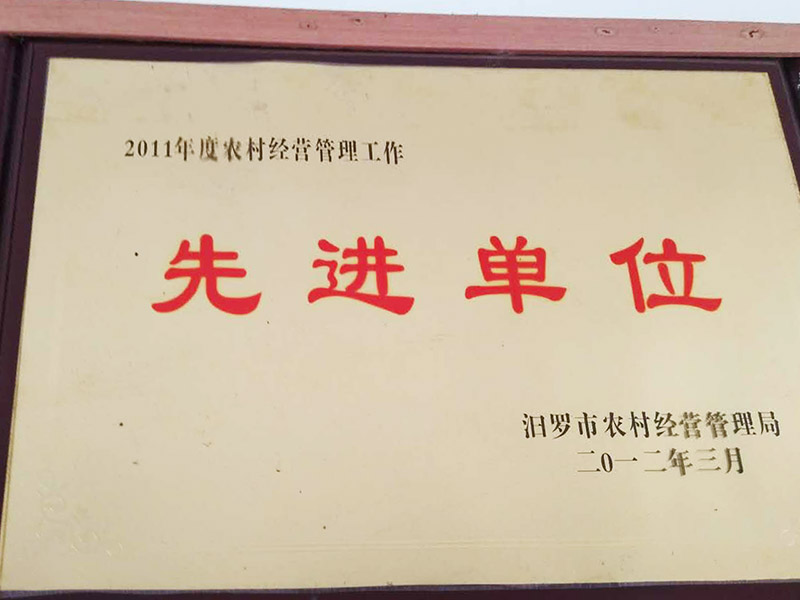 2011年度农村经营管理工作
先进单位
汨罗市农村经营管理局
二0一二年三月